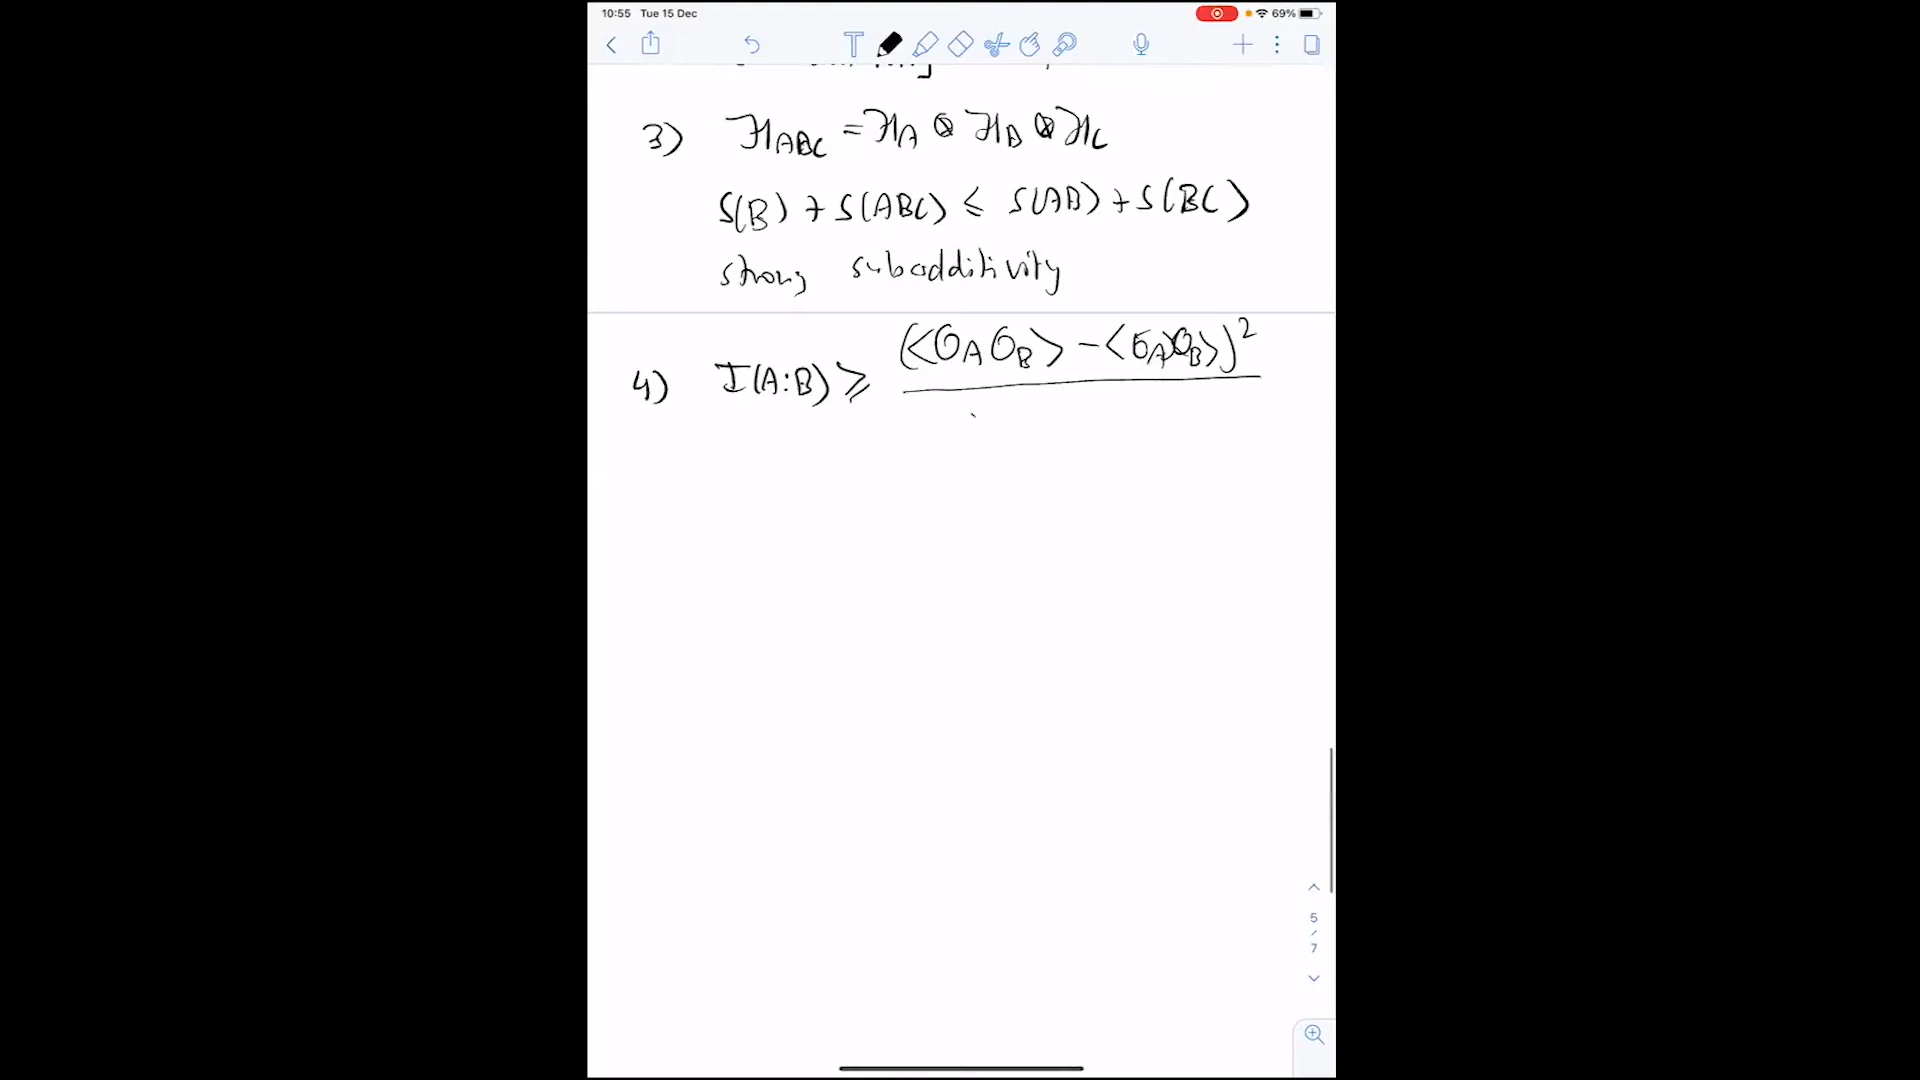 10:55 Tue 15 Dec
69%
3) ℋ_ABC = ℋ_A ⊗ ℋ_B ⊗ ℋ_C
S(B) + S(ABC) ≤ S(AB) + S(BC)
strong subadditivity
4) I(A:B) ≥ (⟨O_A O_B⟩ - ⟨O_A⟩⟨O_B⟩)²
5
/
7